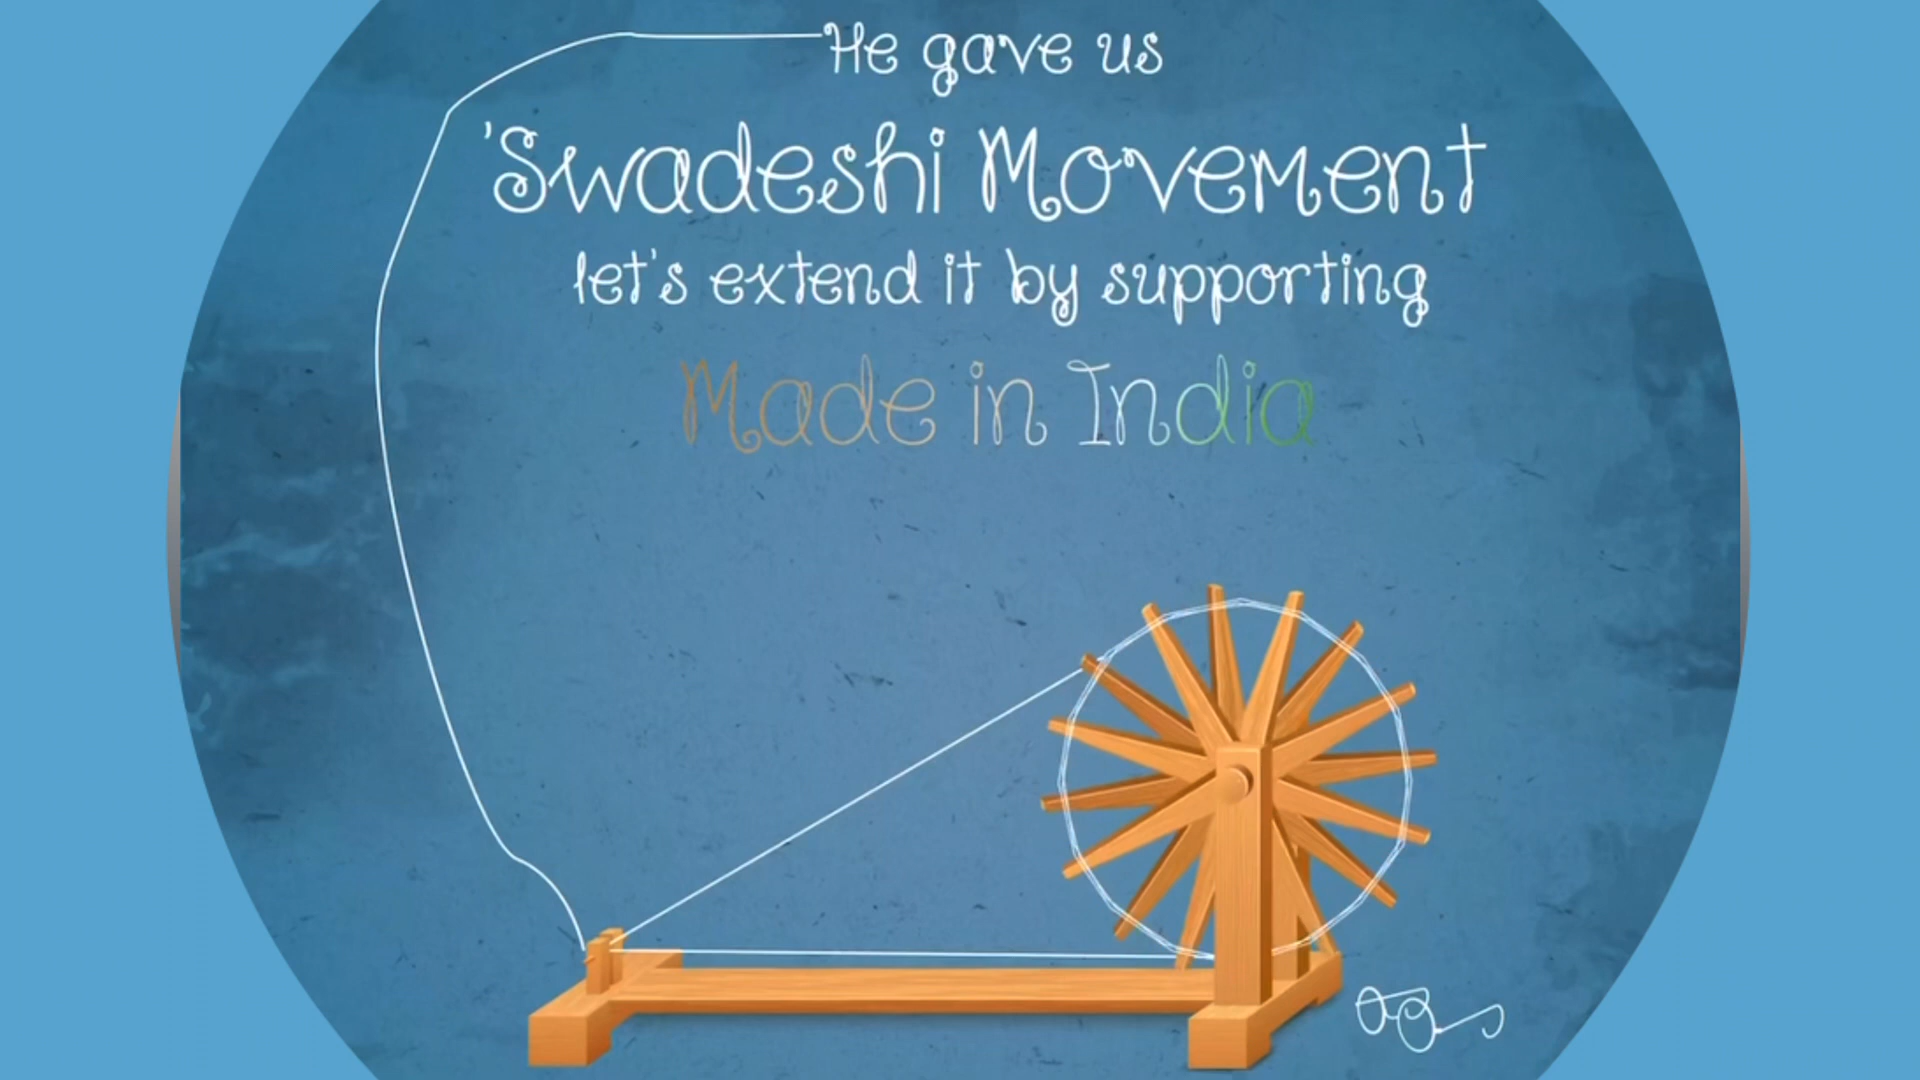 He gave us
'Swadeshi Movement
let's extend it by supporting
Made in India